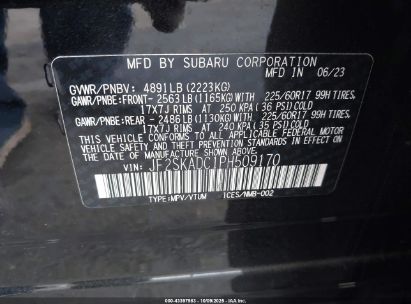 MFD BY SUBARU CORPORATION
MFD IN 06/23
GVWR/PNBV: 4891LB (2223KG)
GAWR/PNBE:FRONT- 2563LB (1165KG)WITH 225/60R17 99H TIRES,
17X7J RIMS AT 250 KPA(36 PSI)COLD
GAWR/PNBE:REAR - 2486LB (1130KG)WITH 225/60R17 99H TIRES,
17X7J RIMS AT 240 KPA(35 PSI)COLD
THIS VEHICLE CONFORMS TO ALL APPLICABLE FEDERAL MOTOR
VEHICLE SAFETY AND THEFT PREVENTION STANDARDS IN EFFECT
ON THE DATE OF MANUFACTURE SHOWN ABOVE.
VIN: JF2SKADC1PH509170
TYPE:MPV/VTUM ICES/NMB-002